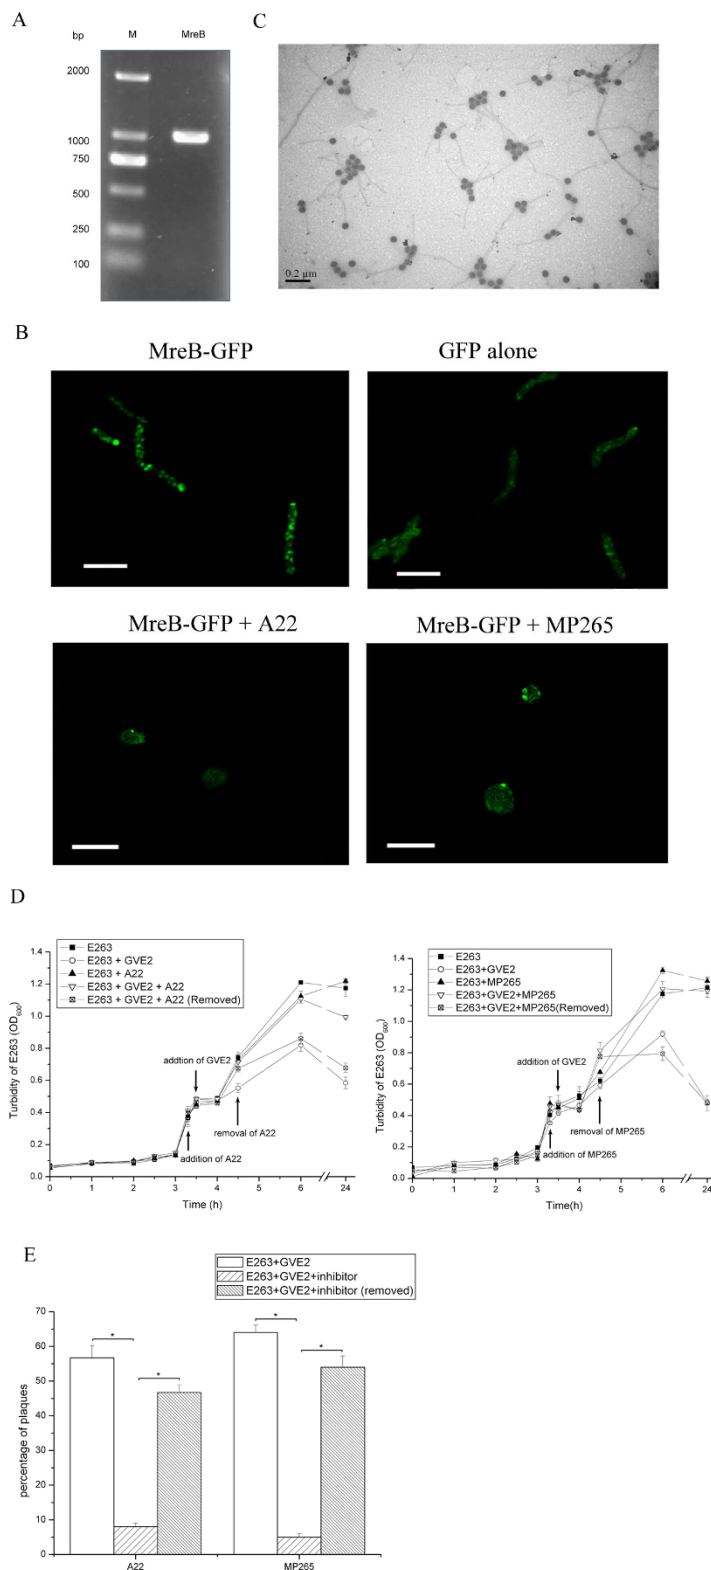 A
bp
M
MreB
2000
1000
750
500
250
100
C
0.2 µm
B
MreB-GFP
GFP alone
MreB-GFP + A22
MreB-GFP + MP265
D
E263
E263 + GVE2
E263 + A22
E263 + GVE2 + A22
E263 + GVE2 + A22 (Removed)
Turbidity of E263 (OD600)
1.4
1.2
1.0
0.8
0.6
0.4
0.2
0.0
addtion of GVE2
removal of A22
addition of A22
0 1 2 3 4 5 6 24
Time (h)
E263
E263+GVE2
E263+MP265
E263+GVE2+MP265
E263+GVE2+MP265(Removed)
Turbidity of E263 (OD600)
1.4
1.2
1.0
0.8
0.6
0.4
0.2
0.0
addition of GVE2
removal of MP265
addition of MP265
0 1 2 3 4 5 6 24
Time(h)
E
E263+GVE2
E263+GVE2+inhibitor
E263+GVE2+inhibitor (removed)
percentage of plaques
70
60
50
40
30
20
10
0
* * * *
A22 MP265